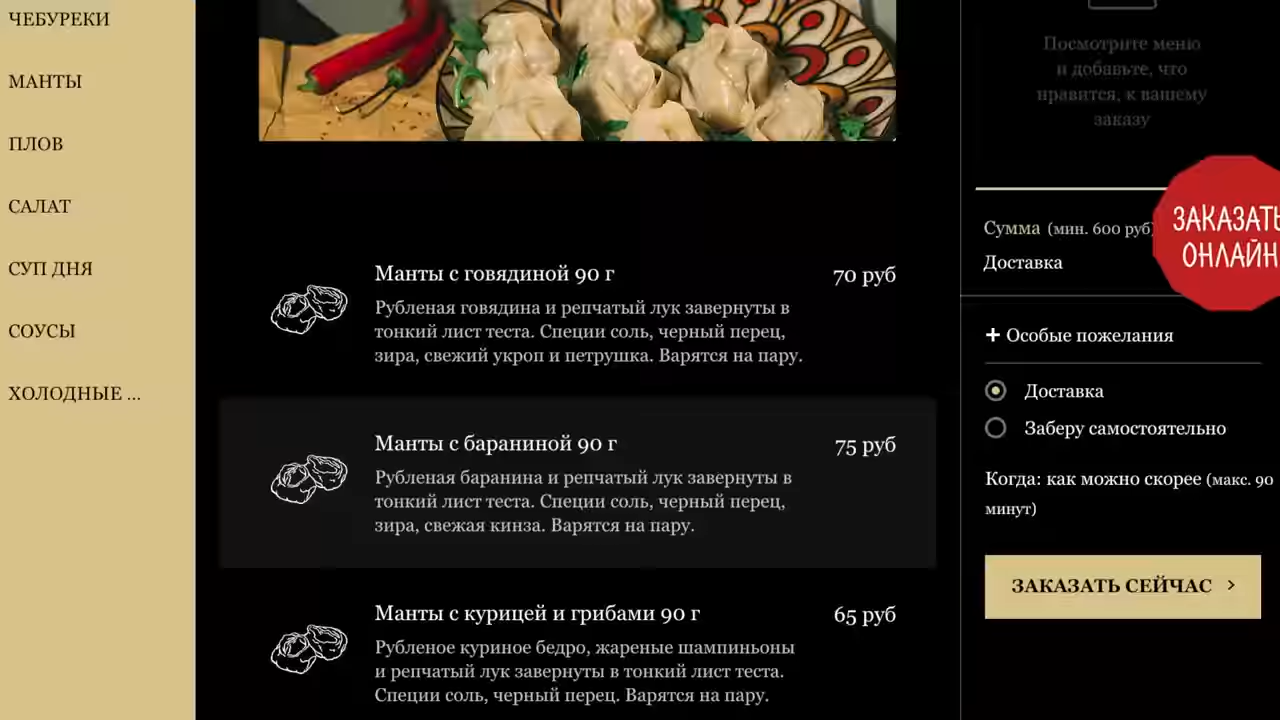 ЧЕБУРЕКИ
МАНТЫ
ПЛОВ
САЛАТ
СУП ДНЯ
СОУСЫ
ХОЛОДНЫЕ ...
Манты с говядиной 90 г
70 руб
Рубленая говядина и репчатый лук завернуты в
тонкий лист теста. Специи соль, черный перец,
зира, свежий укроп и петрушка. Варятся на пару.
Манты с бараниной 90 г
75 руб
Рубленая баранина и репчатый лук завернуты в
тонкий лист теста. Специи соль, черный перец,
зира, свежая кинза. Варятся на пару.
Манты с курицей и грибами 90 г
65 руб
Рубленое куриное бедро, жареные шампиньоны
и репчатый лук завернуты в тонкий лист теста.
Специи соль, черный перец. Варятся на пару.
Посмотрите меню
и добавьте, что
нравится, к вашему
заказу
ЗАКАЗАТЬ
ОНЛАЙН
Сумма (мин. 600 руб)
Доставка
+ Особые пожелания
Доставка
Заберу самостоятельно
Когда: как можно скорее (макс. 90
минут)
ЗАКАЗАТЬ СЕЙЧАС >